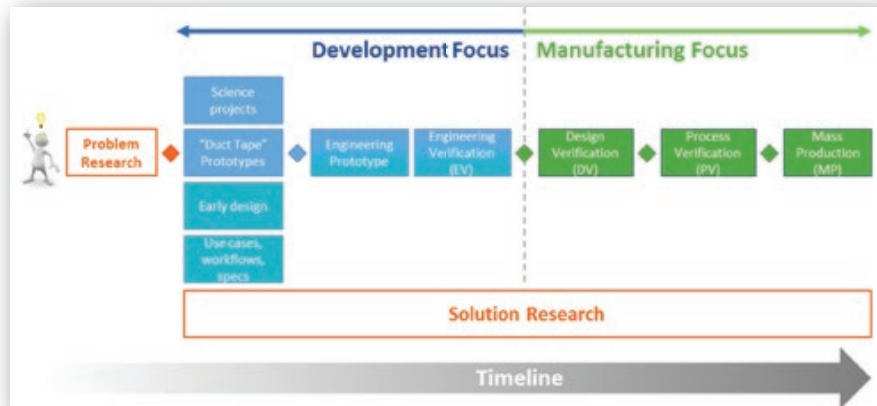 Development Focus
Manufacturing Focus
Science
projects
Problem
Research
"Duct Tape"
Prototypes
Engineering
Prototype
Engineering
Verification
(EV)
Design
Verification
(DV)
Process
Verification
(PV)
Mass
Production
(MP)
Early design
Use cases,
workflows,
specs
Solution Research
Timeline